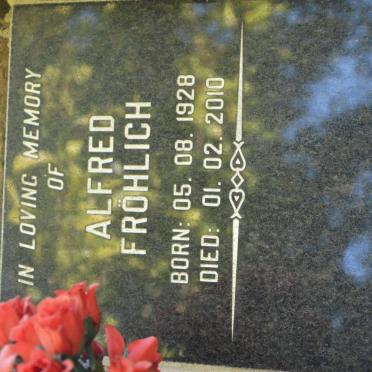 IN LOVING MEMORY
OF
ALFRED
FRÖHLICH
BORN: 05. 08. 1928
DIED: 01. 02. 2010